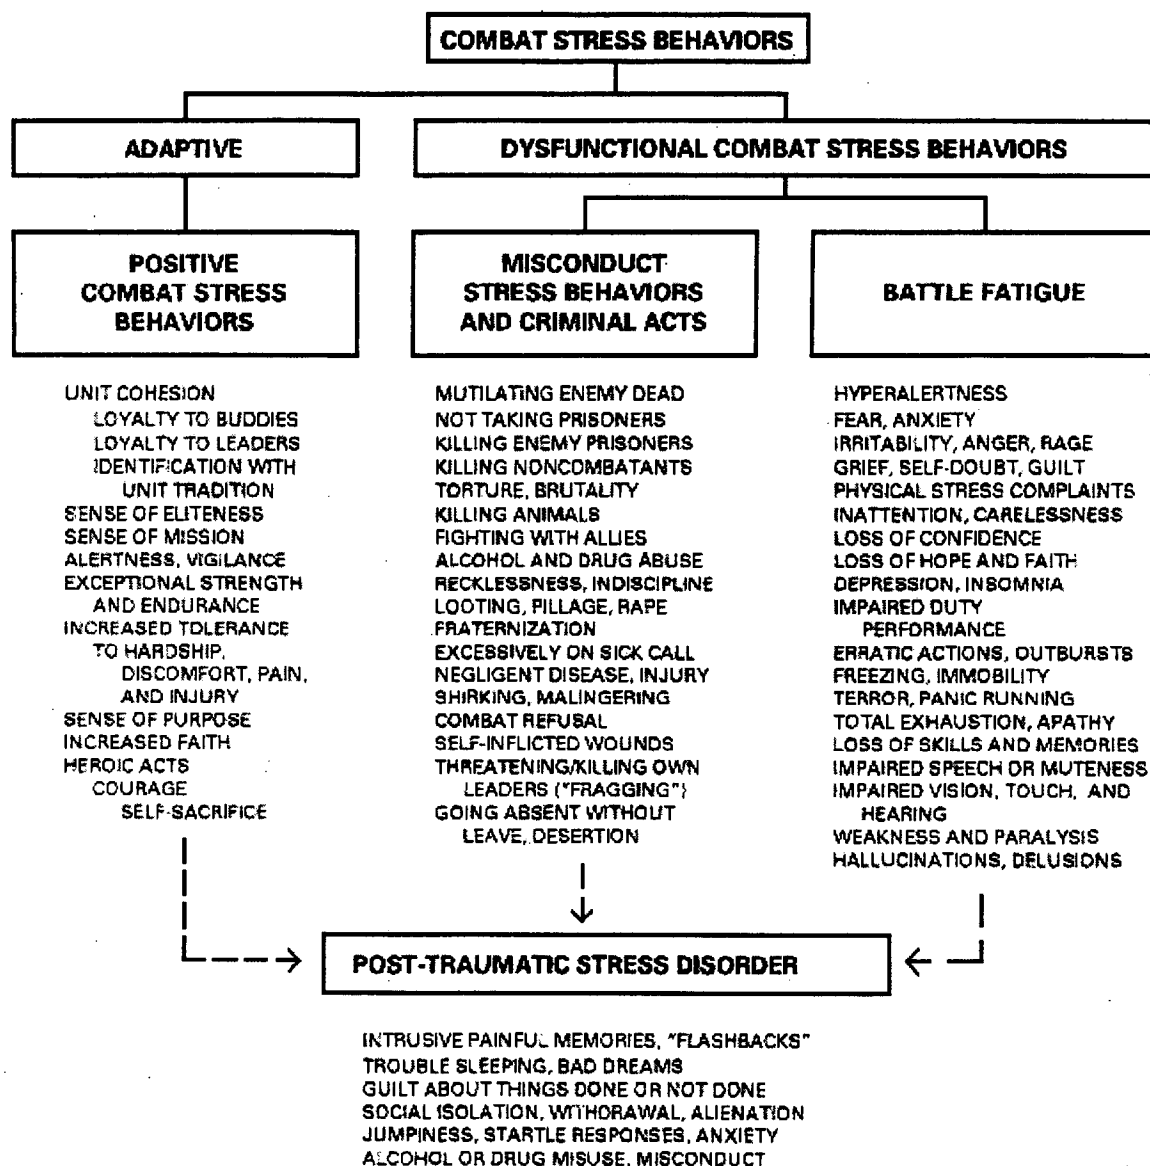 COMBAT STRESS BEHAVIORS
ADAPTIVE
DYSFUNCTIONAL COMBAT STRESS BEHAVIORS
POSITIVE
COMBAT STRESS
BEHAVIORS
MISCONDUCT
STRESS BEHAVIORS
AND CRIMINAL ACTS
BATTLE FATIGUE
UNIT COHESION
LOYALTY TO BUDDIES
LOYALTY TO LEADERS
IDENTIFICATION WITH
UNIT TRADITION
SENSE OF ELITENESS
SENSE OF MISSION
ALERTNESS, VIGILANCE
EXCEPTIONAL STRENGTH
AND ENDURANCE
INCREASED TOLERANCE
TO HARDSHIP,
DISCOMFORT, PAIN,
AND INJURY
SENSE OF PURPOSE
INCREASED FAITH
HEROIC ACTS
COURAGE
SELF-SACRIFICE
MUTILATING ENEMY DEAD
NOT TAKING PRISONERS
KILLING ENEMY PRISONERS
KILLING NONCOMBATANTS
TORTURE, BRUTALITY
KILLING ANIMALS
FIGHTING WITH ALLIES
ALCOHOL AND DRUG ABUSE
RECKLESSNESS, INDISCIPLINE
LOOTING, PILLAGE, RAPE
FRATERNIZATION
EXCESSIVELY ON SICK CALL
NEGLIGENT DISEASE, INJURY
SHIRKING, MALINGERING
COMBAT REFUSAL
SELF-INFLICTED WOUNDS
THREATENING/KILLING OWN
LEADERS ("FRAGGING")
GOING ABSENT WITHOUT
LEAVE, DESERTION
HYPERALERTNESS
FEAR, ANXIETY
IRRITABILITY, ANGER, RAGE
GRIEF, SELF-DOUBT, GUILT
PHYSICAL STRESS COMPLAINTS
INATTENTION, CARELESSNESS
LOSS OF CONFIDENCE
LOSS OF HOPE AND FAITH
DEPRESSION, INSOMNIA
IMPAIRED DUTY
PERFORMANCE
ERRATIC ACTIONS, OUTBURSTS
FREEZING, IMMOBILITY
TERROR, PANIC RUNNING
TOTAL EXHAUSTION, APATHY
LOSS OF SKILLS AND MEMORIES
IMPAIRED SPEECH OR MUTENESS
IMPAIRED VISION, TOUCH, AND
HEARING
WEAKNESS AND PARALYSIS
HALLUCINATIONS, DELUSIONS
POST-TRAUMATIC STRESS DISORDER
INTRUSIVE PAINFUL MEMORIES, "FLASHBACKS"
TROUBLE SLEEPING, BAD DREAMS
GUILT ABOUT THINGS DONE OR NOT DONE
SOCIAL ISOLATION, WITHDRAWAL, ALIENATION
JUMPINESS, STARTLE RESPONSES, ANXIETY
ALCOHOL OR DRUG MISUSE, MISCONDUCT